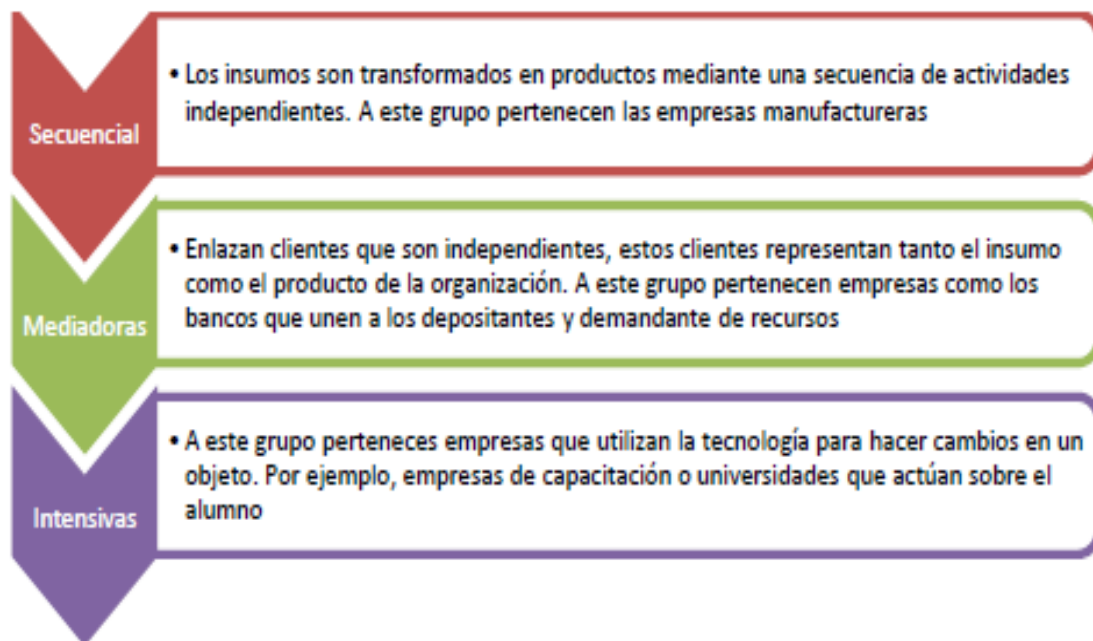 Secuencial
• Los insumos son transformados en productos mediante una secuencia de actividades
independientes. A este grupo pertenecen las empresas manufactureras
Mediadoras
• Enlazan clientes que son independientes, estos clientes representan tanto el insumo
como el producto de la organización. A este grupo pertenecen empresas como los
bancos que unen a los depositantes y demandante de recursos
Intensivas
• A este grupo perteneces empresas que utilizan la tecnología para hacer cambios en un
objeto. Por ejemplo, empresas de capacitación o universidades que actúan sobre el
alumno